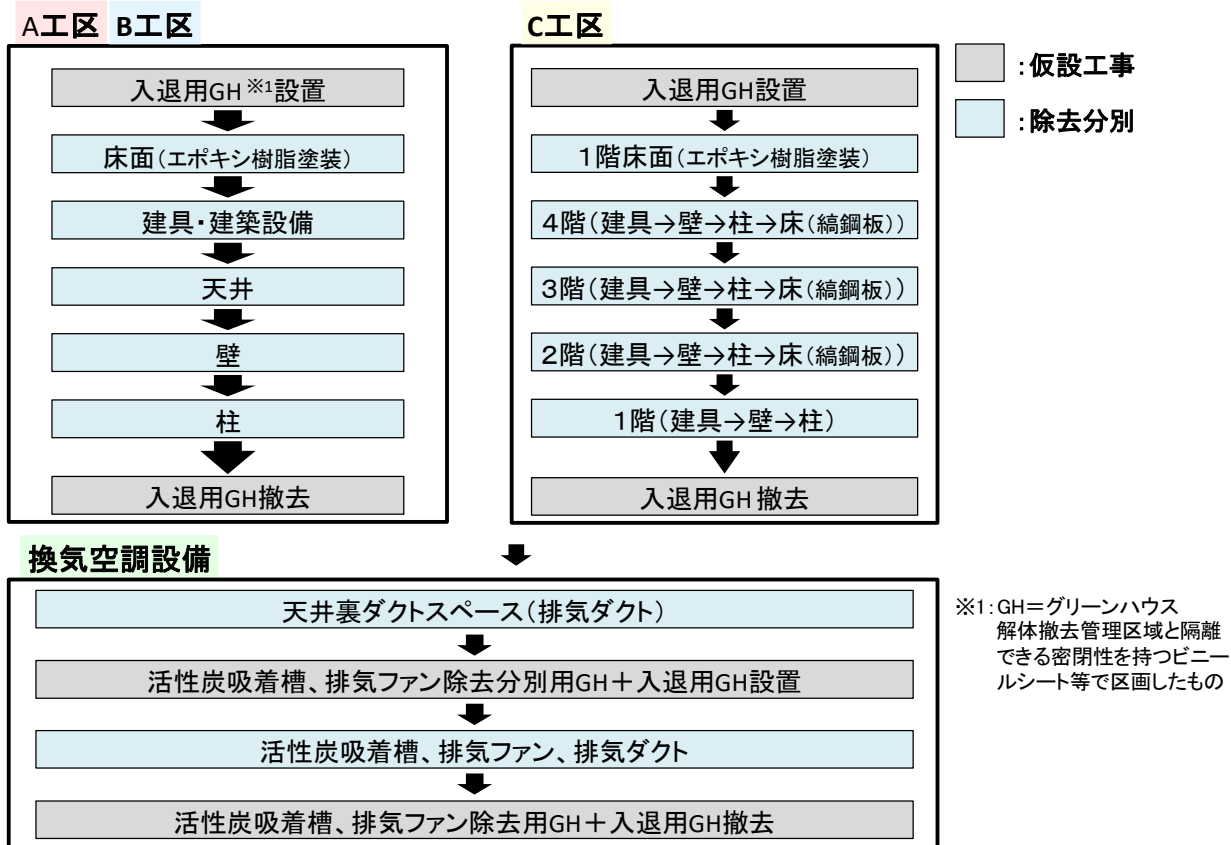 A工区 B工区
入退用GH※1設置
床面(エポキシ樹脂塗装)
建具・建築設備
天井
壁
柱
入退用GH撤去
C工区
入退用GH設置
1階床面(エポキシ樹脂塗装)
4階(建具→壁→柱→床(縞鋼板))
3階(建具→壁→柱→床(縞鋼板))
2階(建具→壁→柱→床(縞鋼板))
1階(建具→壁→柱)
入退用GH撤去
:仮設工事
:除去分別
換気空調設備
天井裏ダクトスペース(排気ダクト)
活性炭吸着槽、排気ファン除去分別用GH+入退用GH設置
活性炭吸着槽、排気ファン、排気ダクト
活性炭吸着槽、排気ファン除去用GH+入退用GH撤去
※1:GH=グリーンハウス
解体撤去管理区域と隔離
できる密閉性を持つビニー
ルシート等で区画したもの